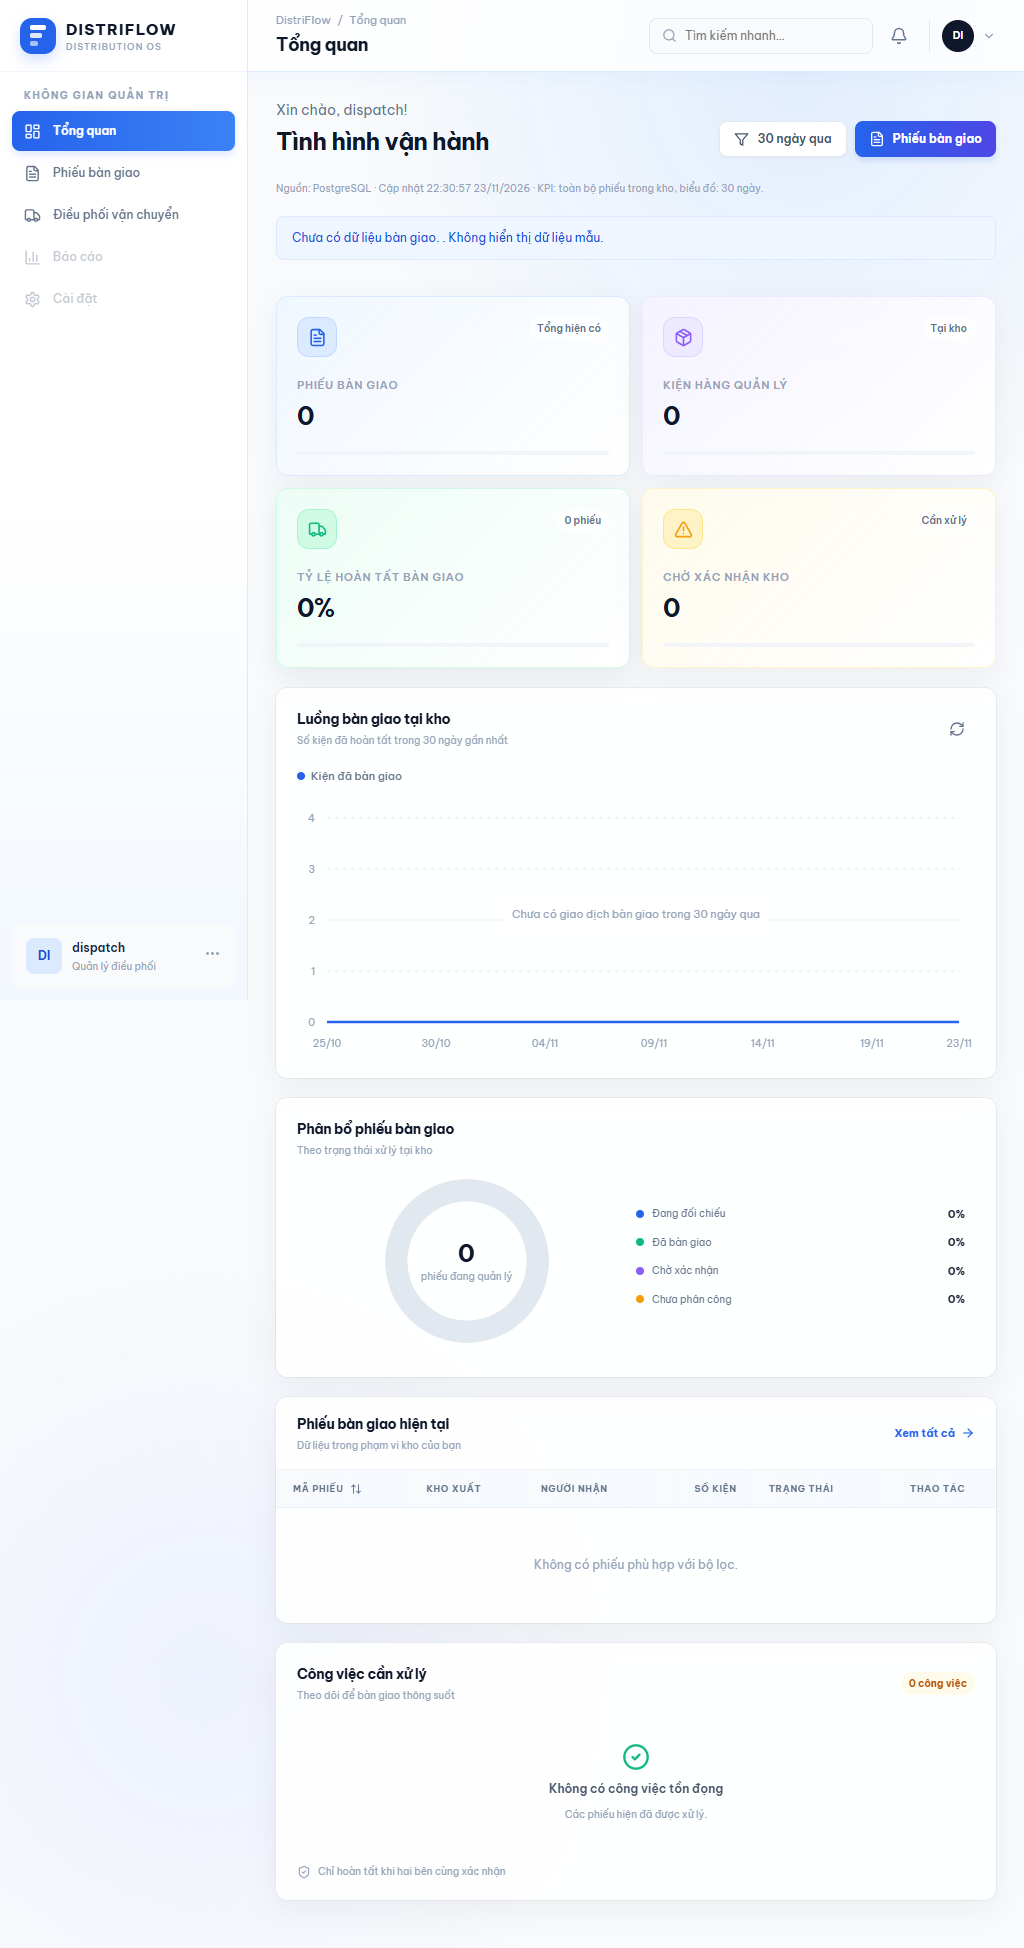 DISTRIFLOW
DISTRIBUTION OS
KHÔNG GIAN QUẢN TRỊ
Tổng quan
Phiếu bàn giao
Điều phối vận chuyển
Báo cáo
Cài đặt
DI
dispatch
Quản lý điều phối
DistriFlow / Tổng quan
Tổng quan
Tìm kiếm nhanh...
DI
Xin chào, dispatch!
Tình hình vận hành
30 ngày qua
Phiếu bàn giao
Nguồn: PostgreSQL · Cập nhật 22:30:57 23/11/2026 · KPI: toàn bộ phiếu trong kho, biểu đồ: 30 ngày.
Chưa có dữ liệu bàn giao. . Không hiển thị dữ liệu mẫu.
Tổng hiện có
PHIẾU BÀN GIAO
0
Tại kho
KIỆN HÀNG QUẢN LÝ
0
0 phiếu
TỶ LỆ HOÀN TẤT BÀN GIAO
0%
Cần xử lý
CHỜ XÁC NHẬN KHO
0
Luồng bàn giao tại kho
Số kiện đã hoàn tất trong 30 ngày gần nhất
Kiện đã bàn giao
4
3
2
1
0
Chưa có giao dịch bàn giao trong 30 ngày qua
25/10 30/10 04/11 09/11 14/11 19/11 23/11
Phân bổ phiếu bàn giao
Theo trạng thái xử lý tại kho
0
phiếu đang quản lý
Đang đối chiếu 0%
Đã bàn giao 0%
Chờ xác nhận 0%
Chưa phân công 0%
Phiếu bàn giao hiện tại
Dữ liệu trong phạm vi kho của bạn
Xem tất cả
MÃ PHIẾU KHO XUẤT NGƯỜI NHẬN SỐ KIỆN TRẠNG THÁI THAO TÁC
Không có phiếu phù hợp với bộ lọc.
Công việc cần xử lý
Theo dõi để bàn giao thông suốt
0 công việc
Không có công việc tồn đọng
Các phiếu hiện đã được xử lý.
Chỉ hoàn tất khi hai bên cùng xác nhận